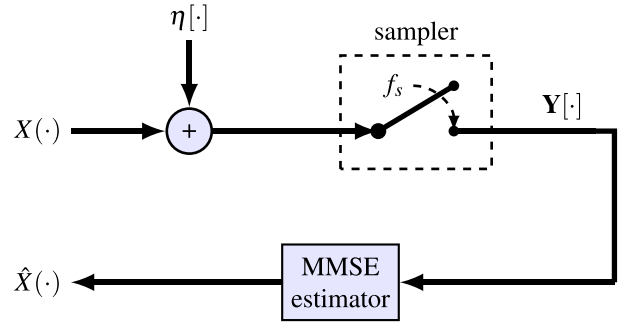 η[·]
sampler
X(·)
+
f_s
Y[·]
X̂(·)
MMSE
estimator